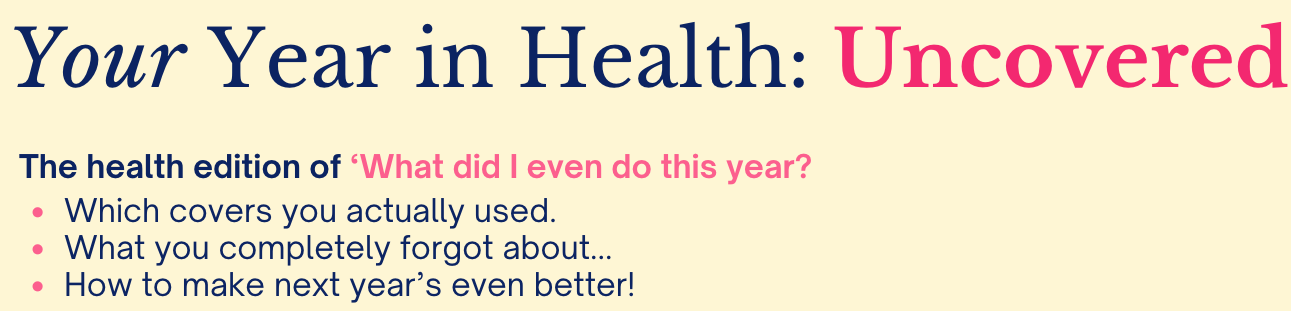 Your Year in Health: Uncovered
The health edition of ‘What did I even do this year?
• Which covers you actually used.
• What you completely forgot about...
• How to make next year’s even better!